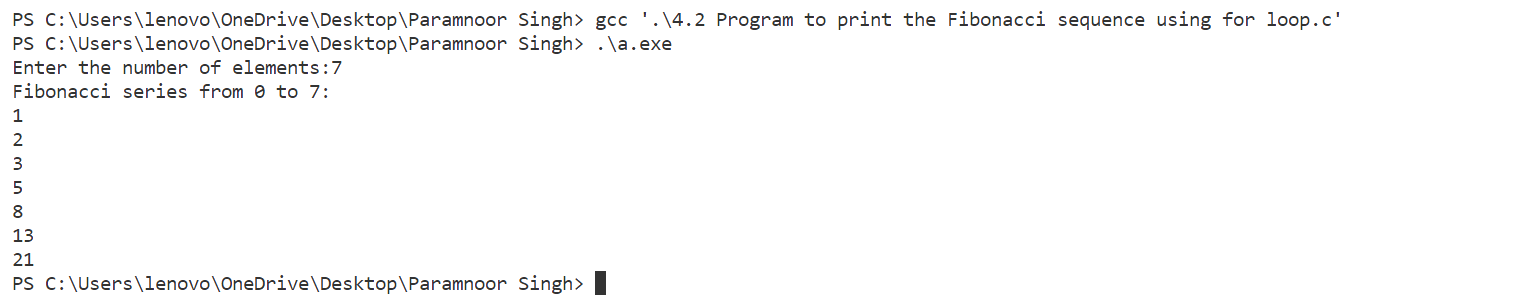 PS C:\Users\lenovo\OneDrive\Desktop\Paramnoor Singh> gcc '.\4.2 Program to print the Fibonacci sequence using for loop.c'
PS C:\Users\lenovo\OneDrive\Desktop\Paramnoor Singh> .\a.exe
Enter the number of elements:7
Fibonacci series from 0 to 7:
1
2
3
5
8
13
21
PS C:\Users\lenovo\OneDrive\Desktop\Paramnoor Singh>